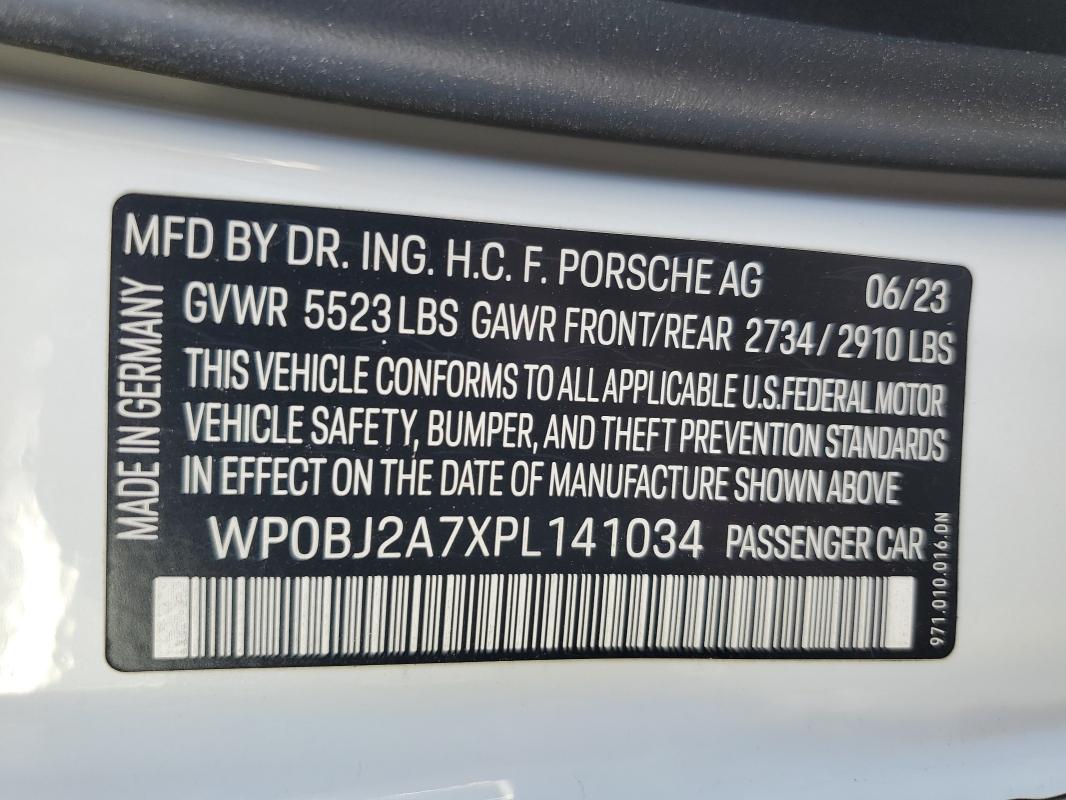 MFD BY DR. ING. H.C. F. PORSCHE AG 06/23
GVWR 5523 LBS GAWR FRONT/REAR 2734/2910 LBS
THIS VEHICLE CONFORMS TO ALL APPLICABLE U.S.FEDERAL MOTOR
VEHICLE SAFETY, BUMPER, AND THEFT PREVENTION STANDARDS
IN EFFECT ON THE DATE OF MANUFACTURE SHOWN ABOVE
WP0BJ2A7XPL141034 PASSENGER CAR
MADE IN GERMANY
971.010.016.DN